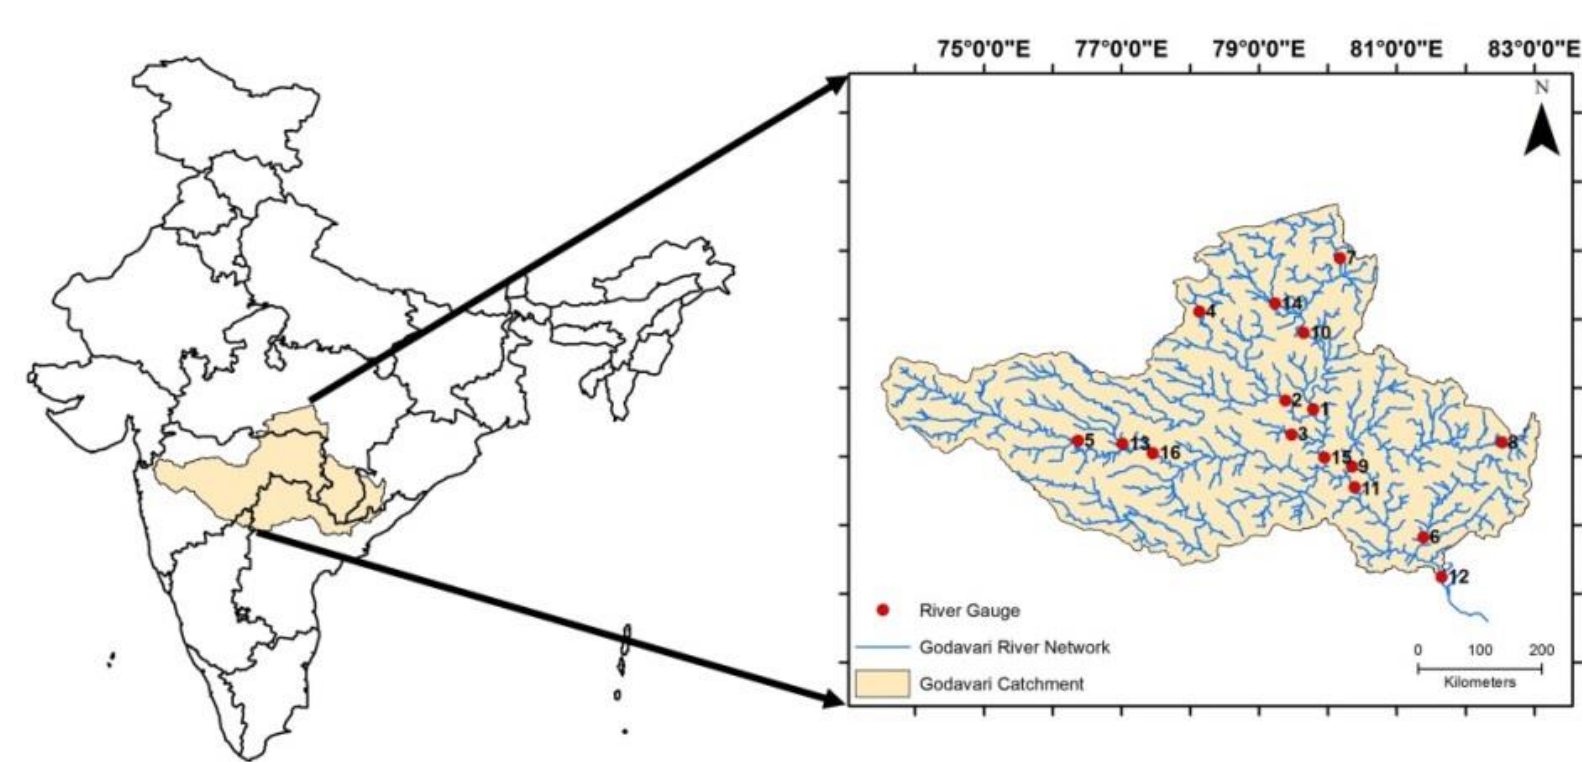 75°0'0"E 77°0'0"E 79°0'0"E 81°0'0"E 83°0'0"E
N
7
14
4
10
2
1
3
5
13
16
15
9
8
11
6
12
River Gauge
Godavari River Network
Godavari Catchment
0 100 200
Kilometers